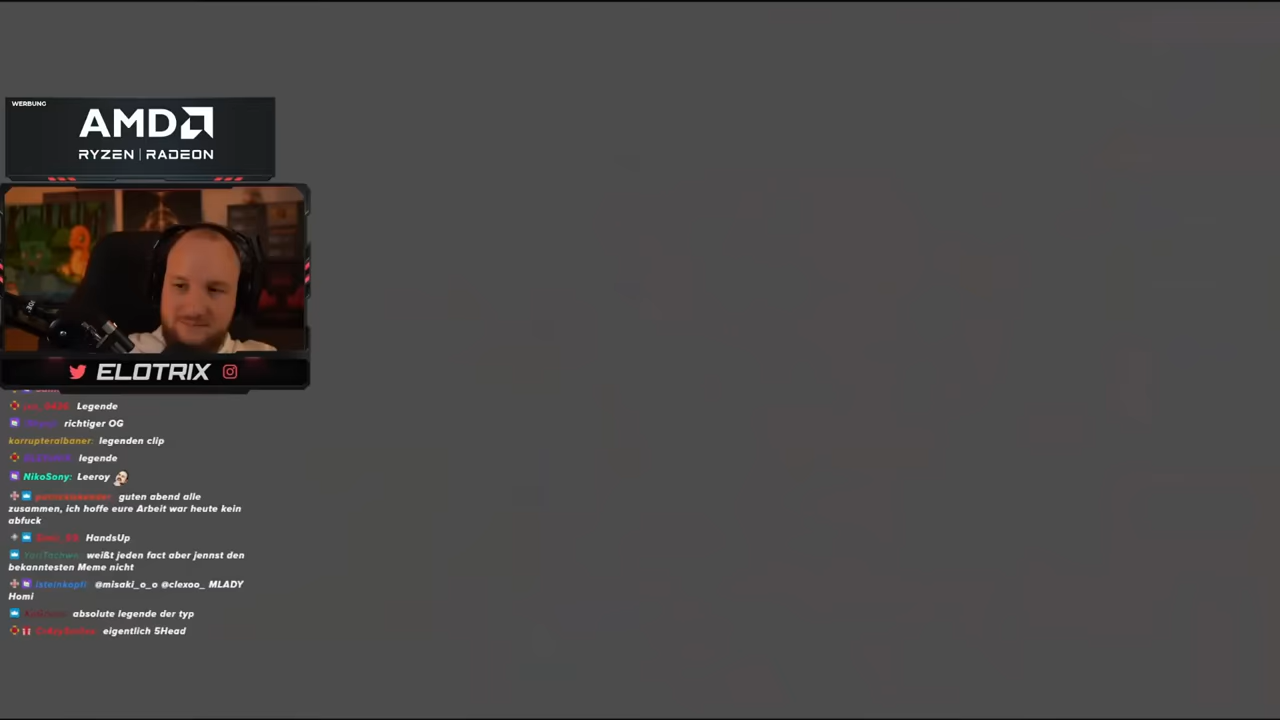 WERBUNG
AMD
RYZEN | RADEON
ELOTRIX
Legende
richtiger OG
korrupteralbaner: legenden clip
legende
NikoSony: Leeroy
guten abend alle
zusammen, ich hoffe eure Arbeit war heute kein
abfuck
HandsUp
weißt jeden fact aber jennst den
bekanntesten Meme nicht
isteinkopti: @misaki_o_o @clexoo_ MLADY
Homi
absolute legende der typ
eigentlich 5Head